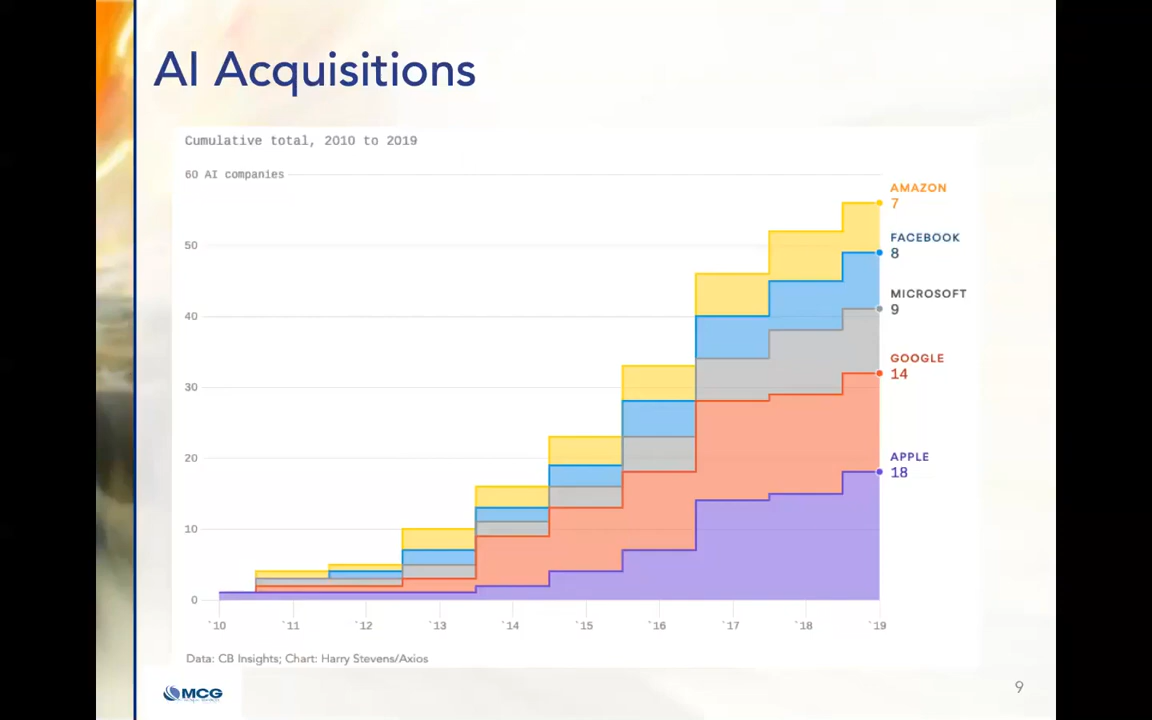 AI Acquisitions
Cumulative total, 2010 to 2019
60 AI companies
50
40
30
20
10
0
`10
`11
`12
`13
`14
`15
`16
`17
`18
`19
AMAZON
7
FACEBOOK
8
MICROSOFT
9
GOOGLE
14
APPLE
18
Data: CB Insights; Chart: Harry Stevens/Axios
MCG
9